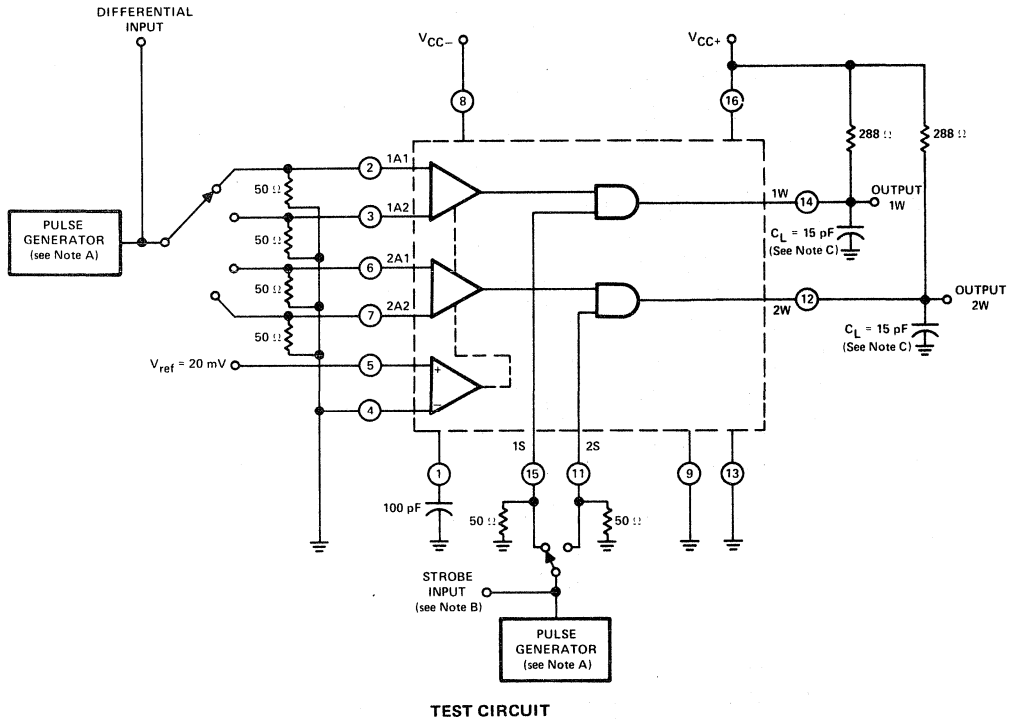 DIFFERENTIAL
INPUT
VCC−
VCC+
8
16
288 Ω
288 Ω
2
1A1
50 Ω
3
1A2
50 Ω
6
2A1
50 Ω
7
2A2
50 Ω
PULSE
GENERATOR
(see Note A)
1W
14
OUTPUT
1W
CL = 15 pF
(See Note C)
2W
12
OUTPUT
2W
CL = 15 pF
(See Note C)
Vref = 20 mV
5
+
4
−
1S
2S
1
15
11
9
13
100 pF
50 Ω
50 Ω
STROBE
INPUT
(see Note B)
PULSE
GENERATOR
(see Note A)
TEST CIRCUIT